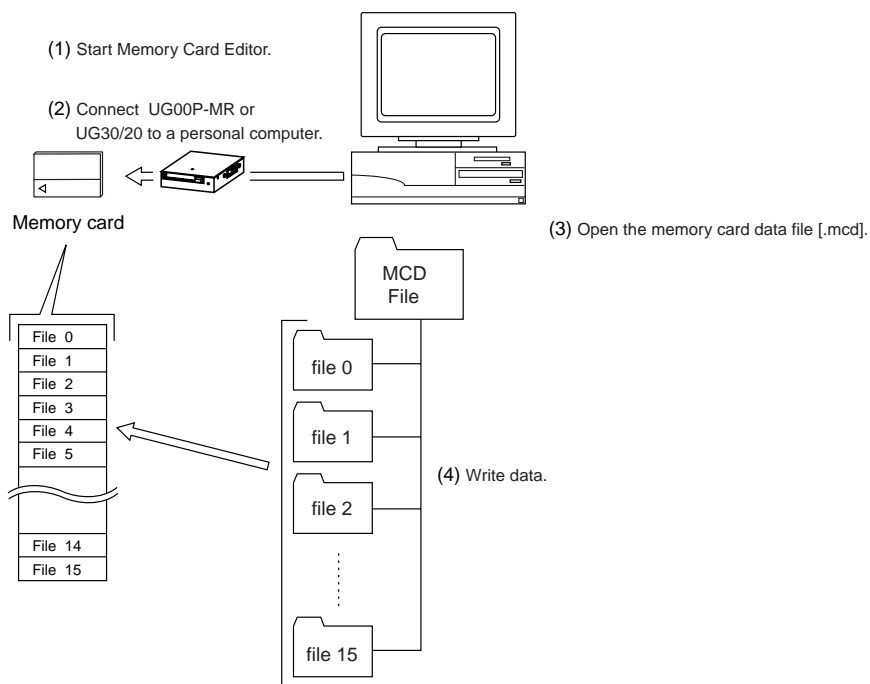 (1) Start Memory Card Editor.
(2) Connect UG00P-MR or
UG30/20 to a personal computer.
Memory card
(3) Open the memory card data file [.mcd].
MCD
File
File 0
File 1
File 2
File 3
File 4
File 5
File 14
File 15
file 0
file 1
file 2
file 15
(4) Write data.